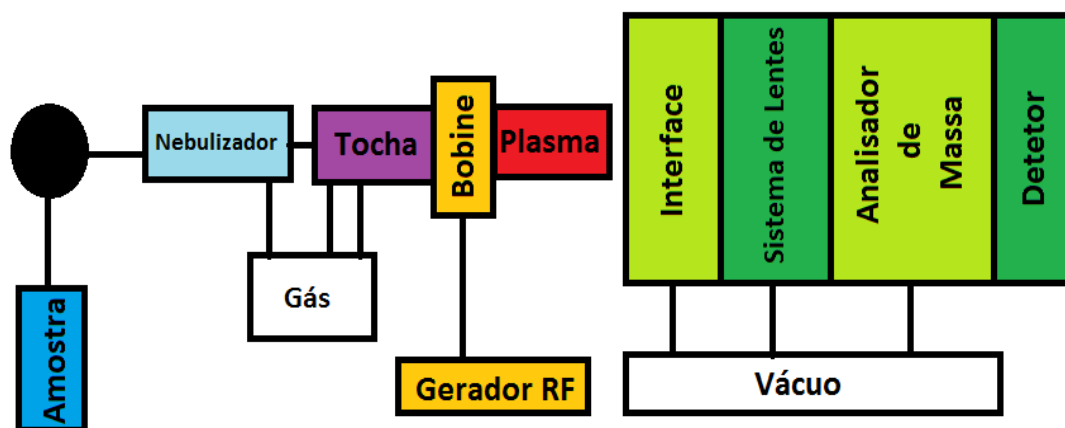 Amostra
Nebulizador
Tocha
Bobine
Plasma
Gás
Gerador RF
Interface
Sistema de Lentes
Analisador
de
Massa
Detetor
Vácuo